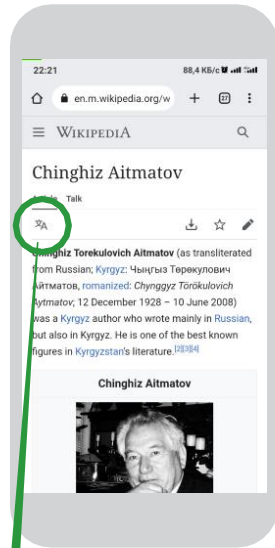 22:21
88,4 КБ/с
en.m.wikipedia.org/w
27
WIKIPEDIA
Chinghiz Aitmatov
Article Talk
Chinghiz Torekulovich Aitmatov (as transliterated
from Russian; Kyrgyz: Чыңгыз Төрөкулович
Айтматов, romanized: Chynggyz Törökulovich
Aytmatov; 12 December 1928 – 10 June 2008)
was a Kyrgyz author who wrote mainly in Russian,
but also in Kyrgyz. He is one of the best known
figures in Kyrgyzstan's literature.[2][3][4]
Chinghiz Aitmatov